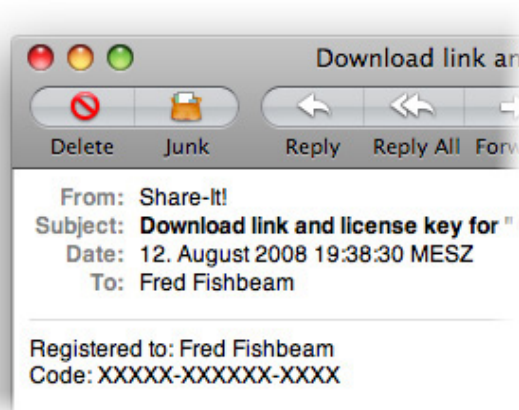 Download link an
Delete Junk Reply Reply All Forw
From: Share-It!
Subject: Download link and license key for "
Date: 12. August 2008 19:38:30 MESZ
To: Fred Fishbeam
Registered to: Fred Fishbeam
Code: XXXXX-XXXXXX-XXXX